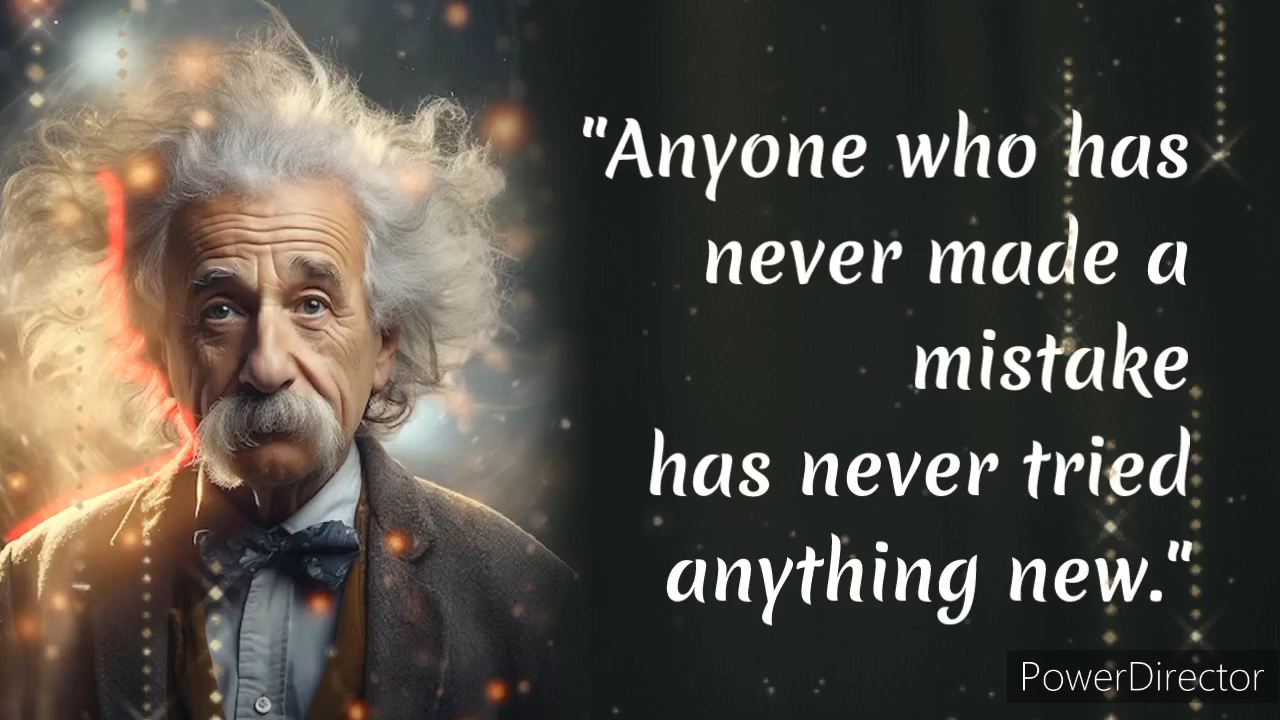 "Anyone who has
never made a
mistake
has never tried
anything new."
PowerDirector